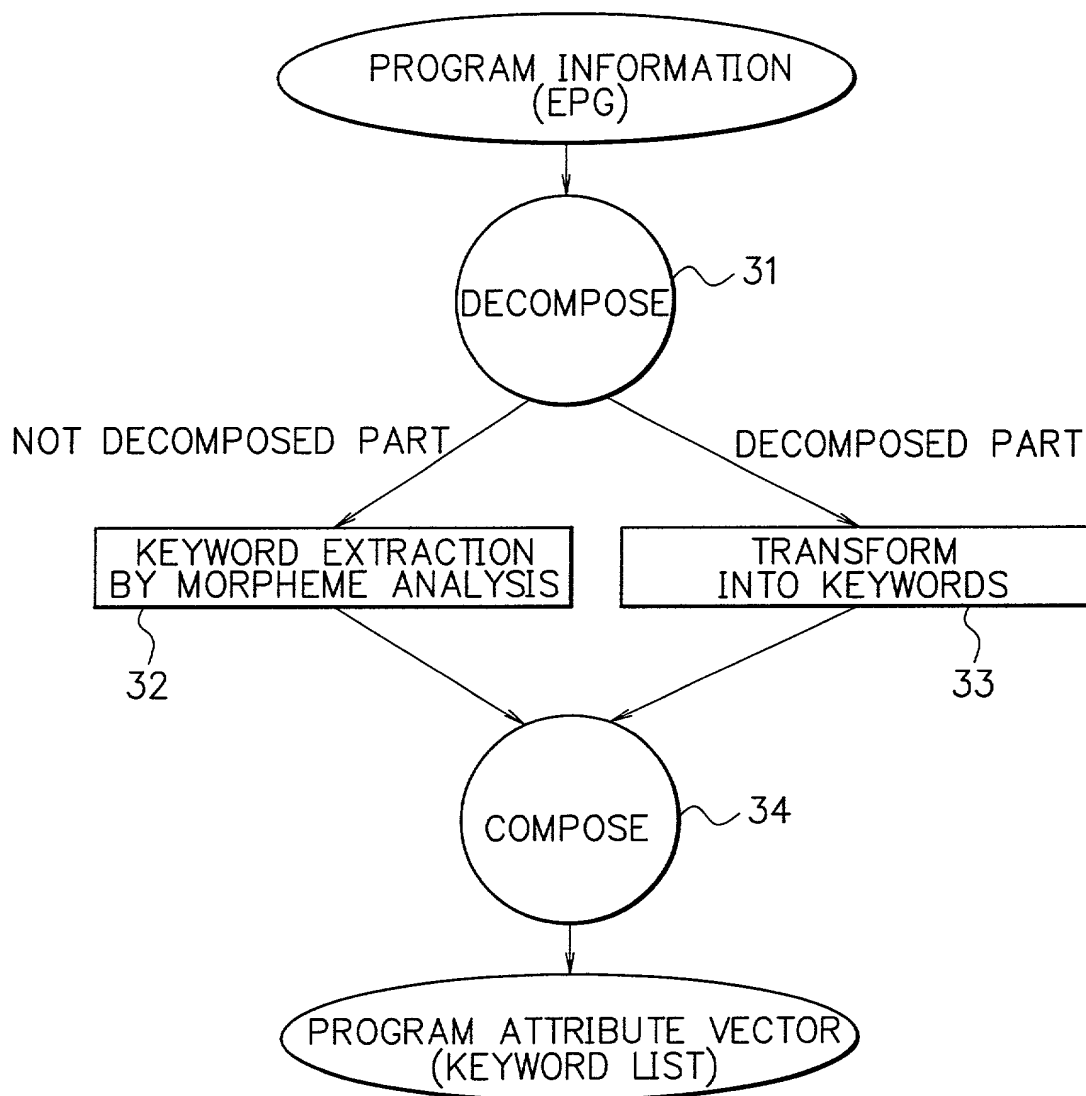 PROGRAM INFORMATION
(EPG)
DECOMPOSE
31
NOT DECOMPOSED PART
DECOMPOSED PART
KEYWORD EXTRACTION
BY MORPHEME ANALYSIS
TRANSFORM
INTO KEYWORDS
32
33
COMPOSE
34
PROGRAM ATTRIBUTE VECTOR
(KEYWORD LIST)